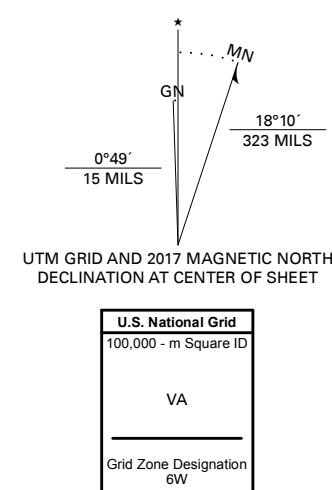 ★
MN
GN
18°10´
323 MILS
0°49´
15 MILS
UTM GRID AND 2017 MAGNETIC NORTH
DECLINATION AT CENTER OF SHEET
U.S. National Grid
100,000 - m Square ID
VA
Grid Zone Designation
6W